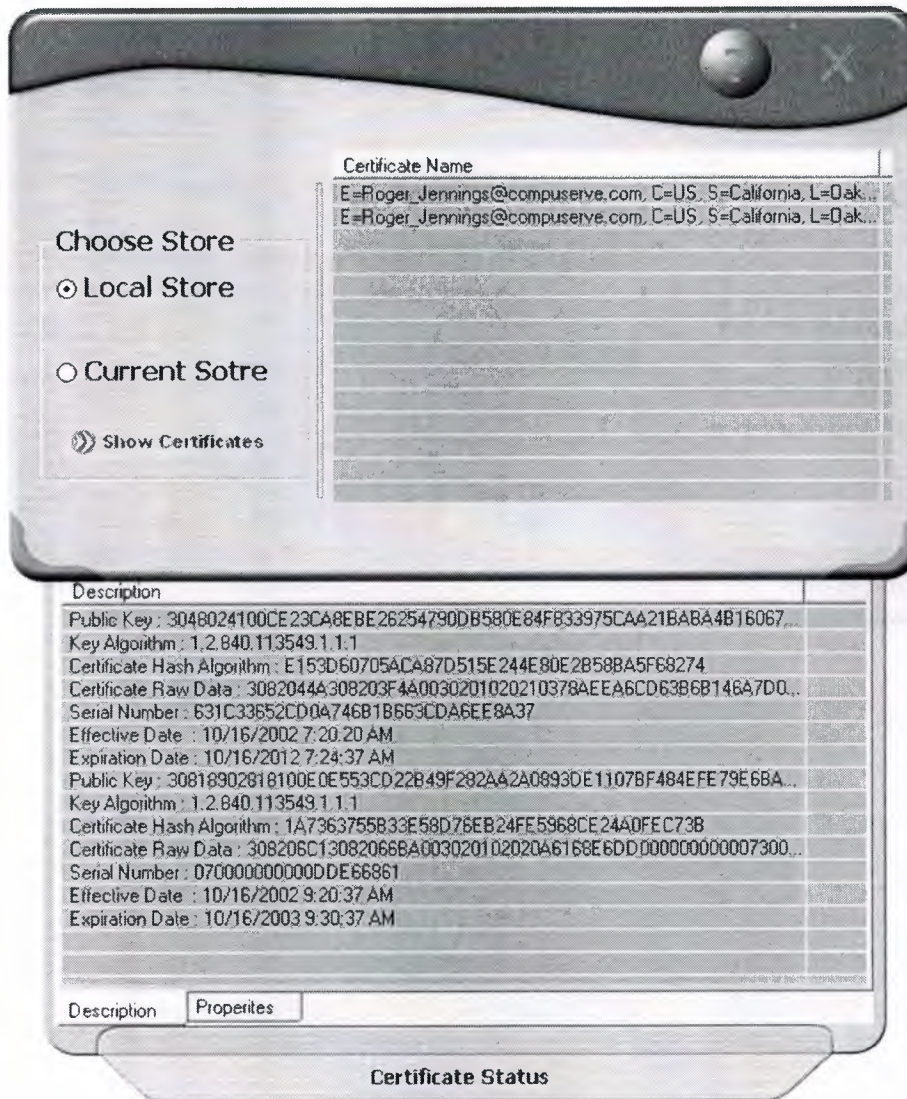 Certificate Name
E=Roger_Jennings@compuserve.com, C=US, S=California, L=Oak...
E=Roger_Jennings@compuserve.com, C=US, S=California, L=Oak...
Choose Store
Local Store
Current Sotre
Show Certificates
Description
Public Key : 3048024100CE23CA8EBE26254790DB580E84F833975CAA21BABA4B16067...
Key Algorithm : 1.2.840.113549.1.1.1
Certificate Hash Algorithm : E153D60705ACA87D515E244E80E2B58BA5F68274
Certificate Raw Data : 3082044A308203F4A0030201020210378AEEA6CD63B6B146A7D0...
Serial Number : 631C33652CD0A746B1B663CDA6EE8A37
Effective Date : 10/16/2002 7:20:20 AM
Expiration Date : 10/16/2012 7:24:37 AM
Public Key : 30818902818100E0E553CD22B49F282AA2A0893DE1107BF484EFE79E6BA...
Key Algorithm : 1.2.840.113549.1.1.1
Certificate Hash Algorithm : 1A7363755B33E58D76EB24FE5968CE24A0FEC73B
Certificate Raw Data : 308206C13082066BA003020102020A6168E6DD000000000007300...
Serial Number : 070000000000DDE66861
Effective Date : 10/16/2002 9:20:37 AM
Expiration Date : 10/16/2003 9:30:37 AM
Description
Properites
Certificate Status